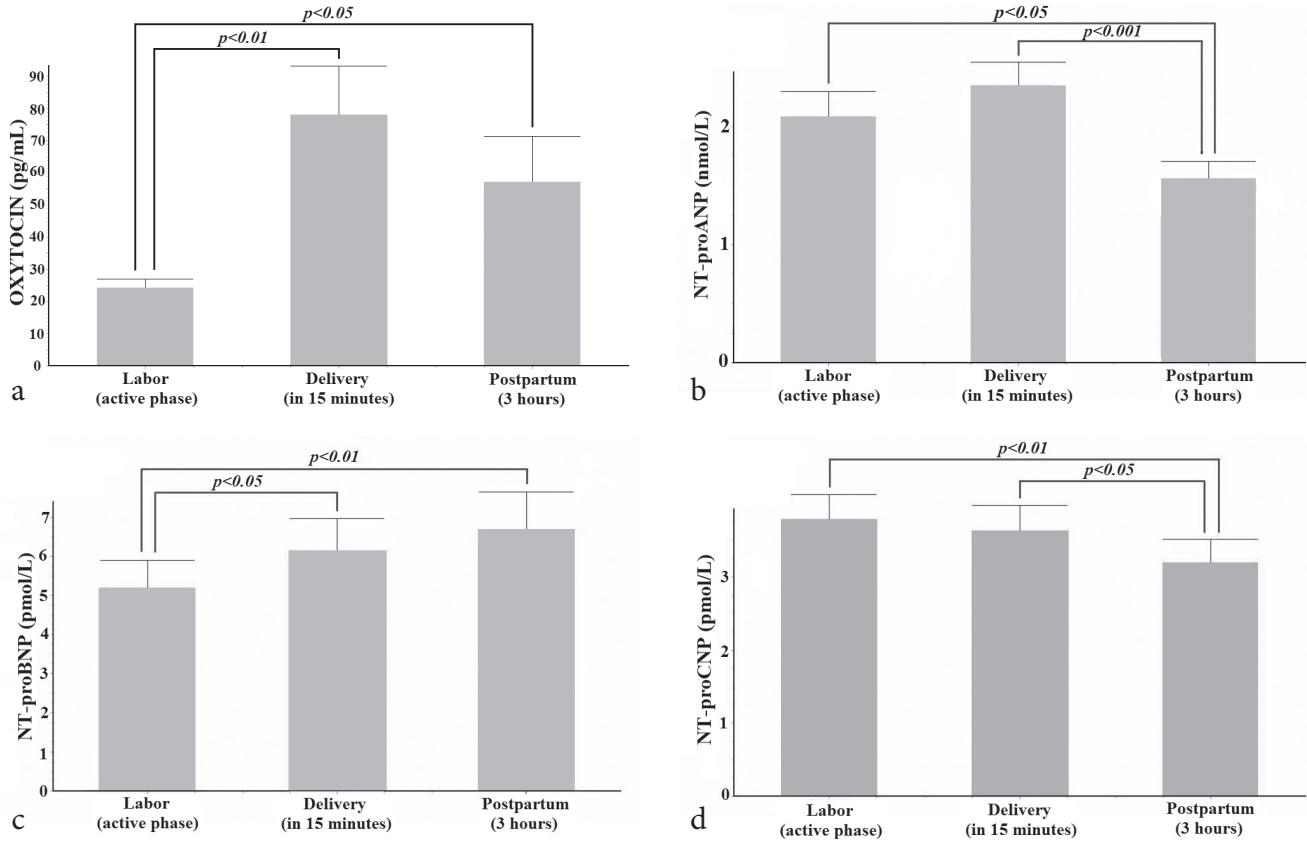 p<0.05
p<0.01
OXYTOCIN (pg/mL)
90
80
70
60
50
40
30
20
10
0
Labor
(active phase)
Delivery
(in 15 minutes)
Postpartum
(3 hours)
a
p<0.05
p<0.001
NT-proANP (nmol/L)
2
1
0
Labor
(active phase)
Delivery
(in 15 minutes)
Postpartum
(3 hours)
b
p<0.01
p<0.05
NT-proBNP (pmol/L)
7
6
5
4
3
2
1
0
Labor
(active phase)
Delivery
(in 15 minutes)
Postpartum
(3 hours)
c
p<0.01
p<0.05
NT-proCNP (pmol/L)
3
2
1
0
Labor
(active phase)
Delivery
(in 15 minutes)
Postpartum
(3 hours)
d